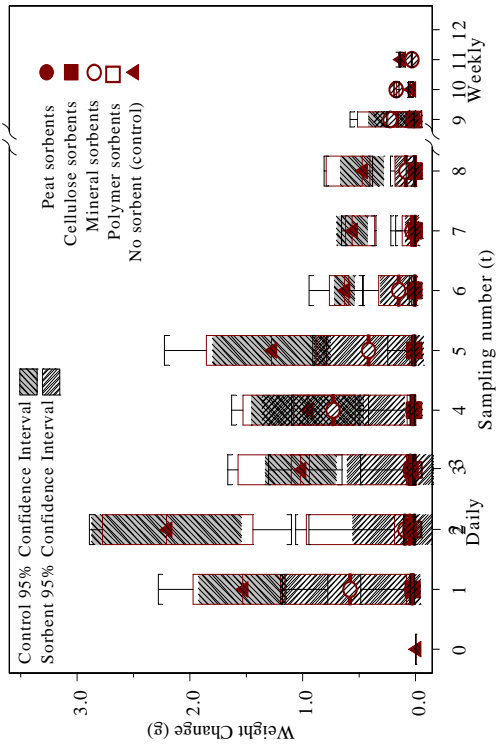 Control 95% Confidence Interval
Sorbent 95% Confidence Interval
Peat sorbents
Cellulose sorbents
Mineral sorbents
Polymer sorbents
No sorbent (control)
Weight Change (g)
3.0
2.0
1.0
0.0
0 1 2 3 4 5 6 7 8 9 10 11 12
Daily Weekly
Sampling number (t)